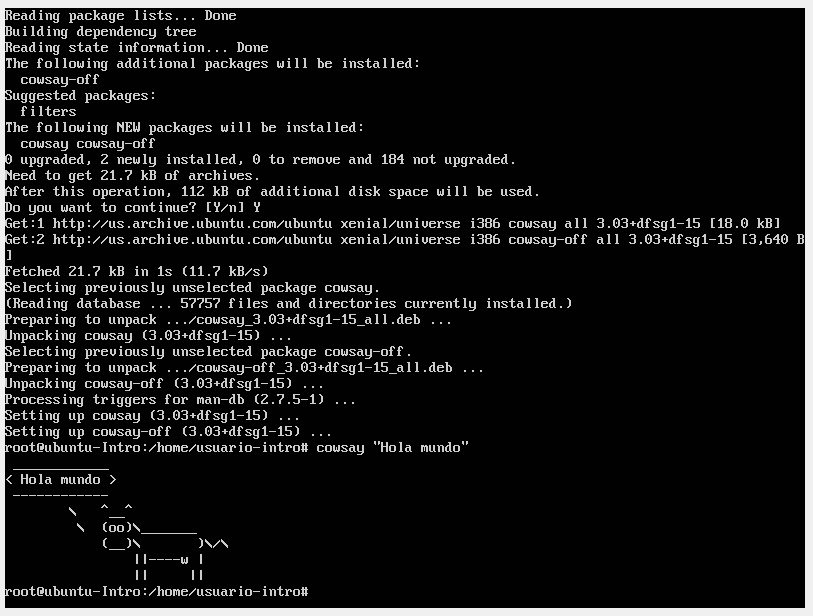 Reading package lists... Done
Building dependency tree
Reading state information... Done
The following additional packages will be installed:
  cowsay-off
Suggested packages:
  filters
The following NEW packages will be installed:
  cowsay cowsay-off
0 upgraded, 2 newly installed, 0 to remove and 184 not upgraded.
Need to get 21.7 kB of archives.
After this operation, 112 kB of additional disk space will be used.
Do you want to continue? [Y/n] Y
Get:1 http://us.archive.ubuntu.com/ubuntu xenial/universe i386 cowsay all 3.03+dfsg1-15 [18.0 kB]
Get:2 http://us.archive.ubuntu.com/ubuntu xenial/universe i386 cowsay-off all 3.03+dfsg1-15 [3,640 B
]
Fetched 21.7 kB in 1s (11.7 kB/s)
Selecting previously unselected package cowsay.
(Reading database ... 57757 files and directories currently installed.)
Preparing to unpack .../cowsay_3.03+dfsg1-15_all.deb ...
Unpacking cowsay (3.03+dfsg1-15) ...
Selecting previously unselected package cowsay-off.
Preparing to unpack .../cowsay-off_3.03+dfsg1-15_all.deb ...
Unpacking cowsay-off (3.03+dfsg1-15) ...
Processing triggers for man-db (2.7.5-1) ...
Setting up cowsay (3.03+dfsg1-15) ...
Setting up cowsay-off (3.03+dfsg1-15) ...
root@ubuntu-Intro:/home/usuario-intro# cowsay "Hola mundo"
 ____________
< Hola mundo >
 ------------
        \   ^__^
         \  (oo)\_______
            (__)\       )\/\
                ||----w |
                ||     ||
root@ubuntu-Intro:/home/usuario-intro#